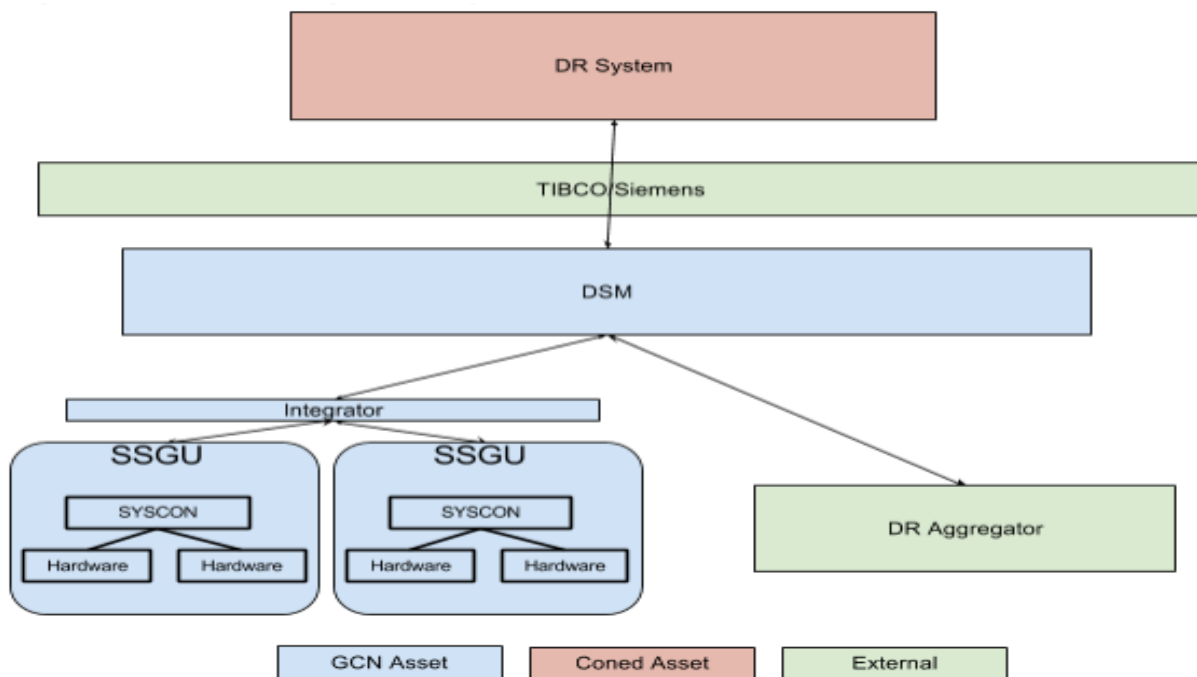 DR System
TIBCO/Siemens
DSM
Integrator
SSGU
SSGU
SYSCON
SYSCON
Hardware
Hardware
Hardware
Hardware
DR Aggregator
GCN Asset
Coned Asset
External